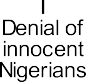 Denial of
innocent
Nigerians